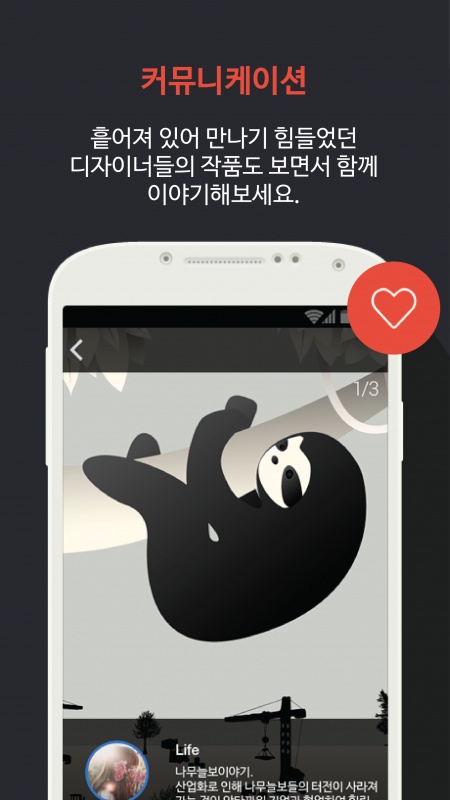 커뮤니케이션
흩어져 있어 만나기 힘들었던
디자이너들의 작품도 보면서 함께
이야기해보세요.
1/3
Life
나무늘보이야기.
산업화로 인해 나무늘보들의 터전이 사라져